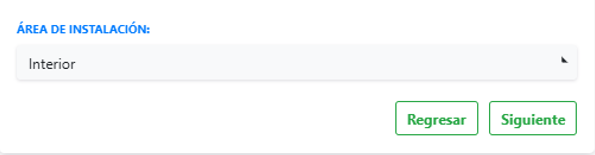 ÁREA DE INSTALACIÓN:
Interior
Regresar Siguiente